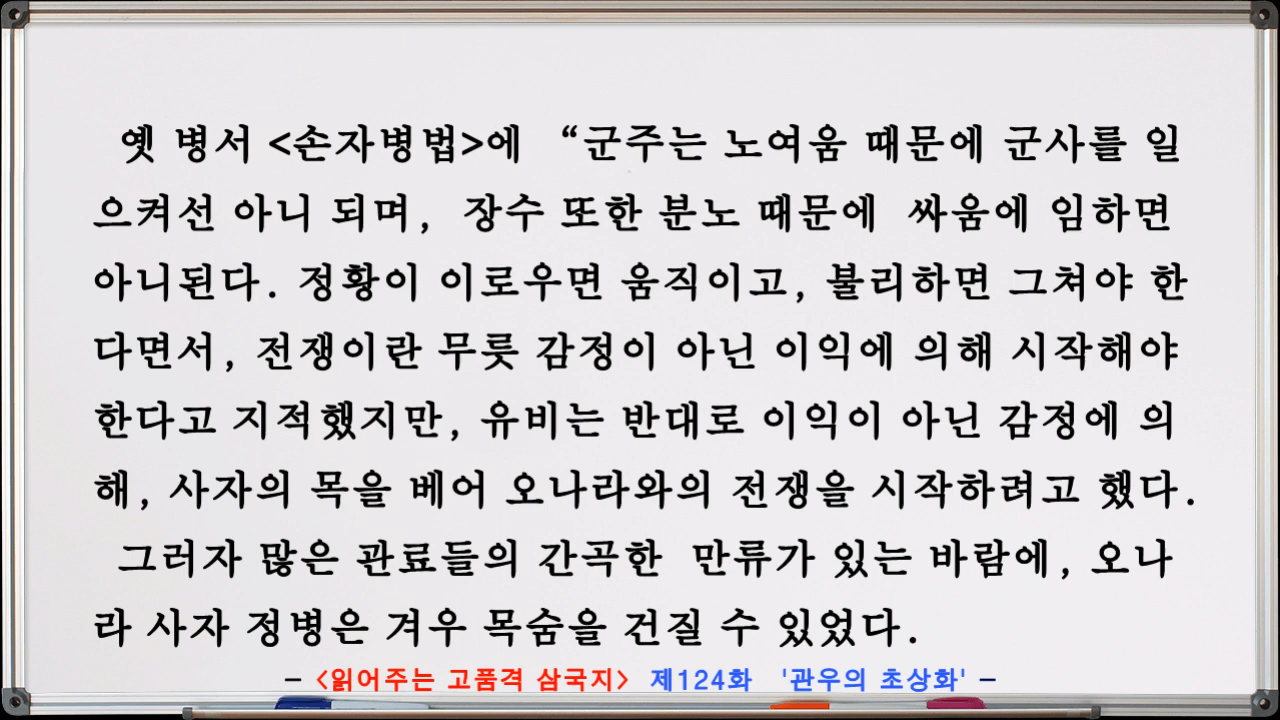 옛 병서 <손자병법>에 “군주는 노여움 때문에 군사를 일
으켜선 아니 되며, 장수 또한 분노 때문에 싸움에 임하면
아니된다. 정황이 이로우면 움직이고, 불리하면 그쳐야 한
다면서, 전쟁이란 무릇 감정이 아닌 이익에 의해 시작해야
한다고 지적했지만, 유비는 반대로 이익이 아닌 감정에 의
해, 사자의 목을 베어 오나라와의 전쟁을 시작하려고 했다.
그러자 많은 관료들의 간곡한 만류가 있는 바람에, 오나
라 사자 정병은 겨우 목숨을 건질 수 있었다.
– <읽어주는 고품격 삼국지> 제124화 '관우의 초상화' –